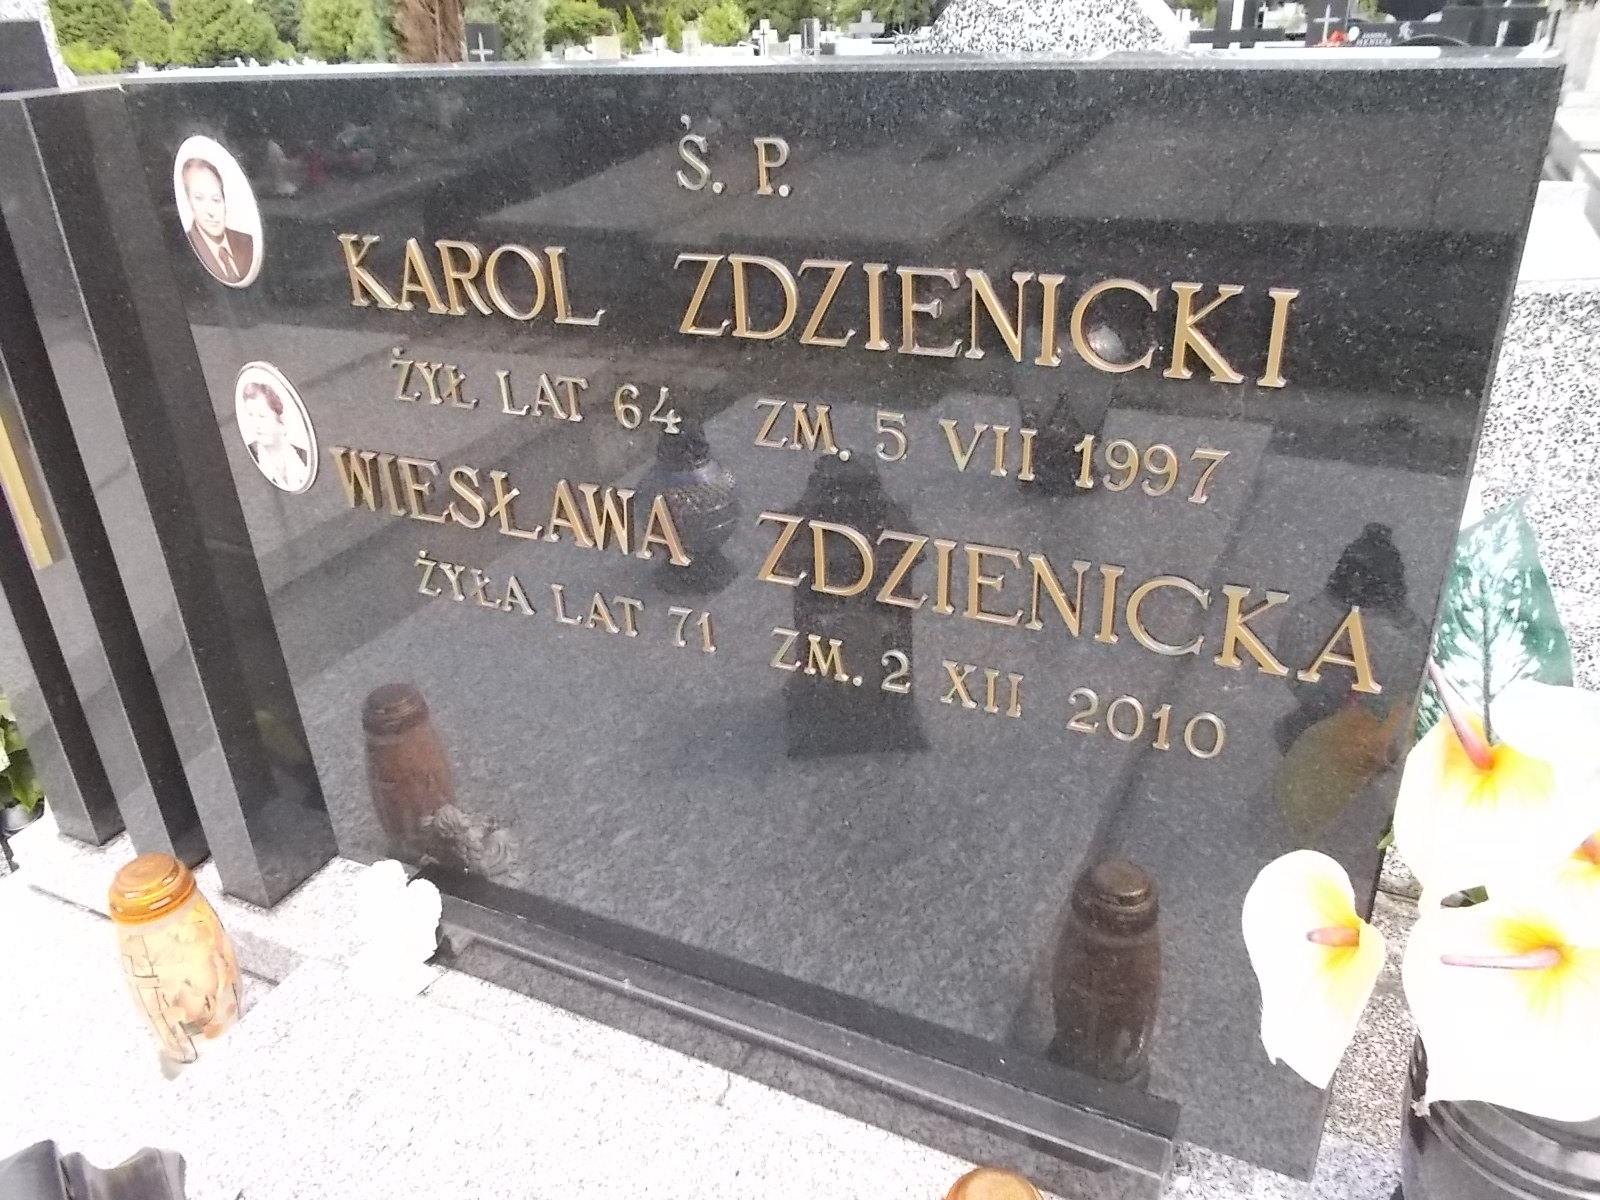 Ś. P.
KAROL ZDZIENICKI
ŻYŁ LAT 64 ZM. 5 VII 1997
WIESŁAWA ZDZIENICKA
ŻYŁA LAT 71 ZM. 2 XII 2010